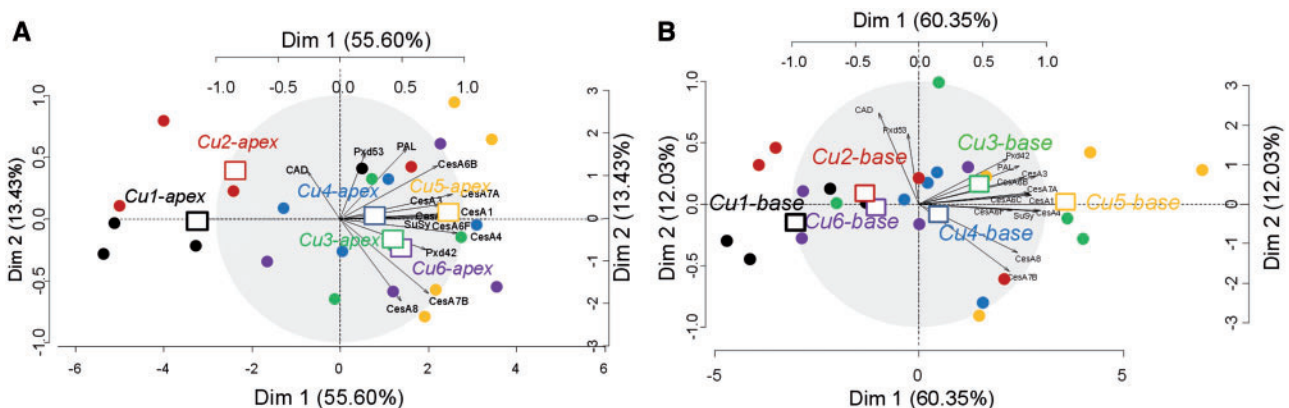 A
Dim 1 (55.60%)
-1.0 -0.5 0.0 0.5 1.0
Dim 2 (13.43%)
1.0
0.5
0.0
-0.5
-1.0
Cu2-apex
CAD
Pxd53
PAL
CesA6B
Cu1-apex
Cu4-apex
Cu5-apex
CesA3
CesA7A
CesA1
SuSy
CesA6F
CesA4
Cu3-apex
Pxd42
Cu6-apex
CesA8
CesA7B
3
2
1
0
-1
-2
-3
Dim 2 (13.43%)
-6 -4 -2 0 2 4 6
Dim 1 (55.60%)
B
Dim 1 (60.35%)
-1.0 -0.5 0.0 0.5 1.0
Dim 2 (12.03%)
1.0
0.5
0.0
-0.5
-1.0
CAD
Pxd53
Cu2-base
Cu3-base
Pxd42
PAL
CesA3
CesA6B
CesA7A
CesA6C
CesA1
CesA6F
CesA4
SuSy
Cu1-base
Cu6-base
Cu5-base
Cu4-base
CesA8
CesA7B
3
2
1
0
-1
-2
-3
Dim 2 (12.03%)
-5 0 5
Dim 1 (60.35%)